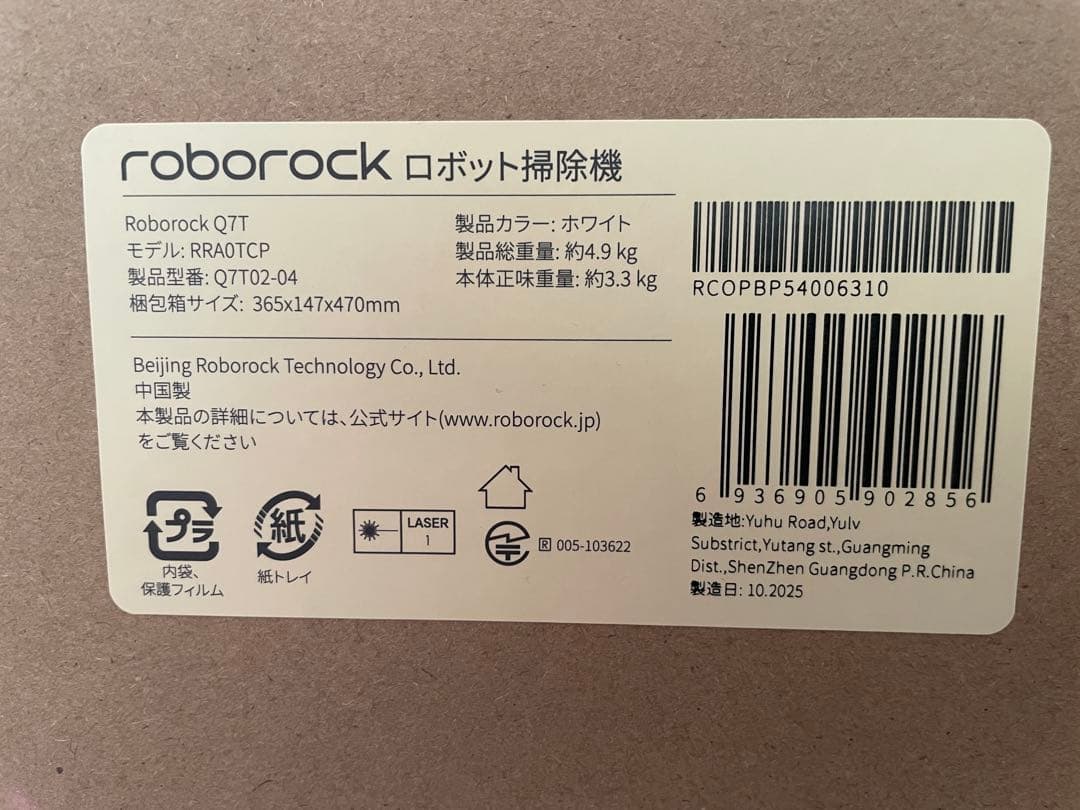 roborock ロボット掃除機
Roborock Q7T
モデル: RRA0TCP
製品型番: Q7T02-04
梱包箱サイズ: 365x147x470mm
製品カラー: ホワイト
製品総重量: 約4.9 kg
本体正味重量: 約3.3 kg
Beijing Roborock Technology Co., Ltd.
中国製
本製品の詳細については、公式サイト(www.roborock.jp)
をご覧ください
プラ
内袋、
保護フィルム
紙
紙トレイ
LASER
1
R 005-103622
RCOPBP54006310
6 936905 902856
製造地:Yuhu Road,Yulv
Substrict,Yutang st.,Guangming
Dist.,ShenZhen Guangdong P.R.China
製造日: 10.2025